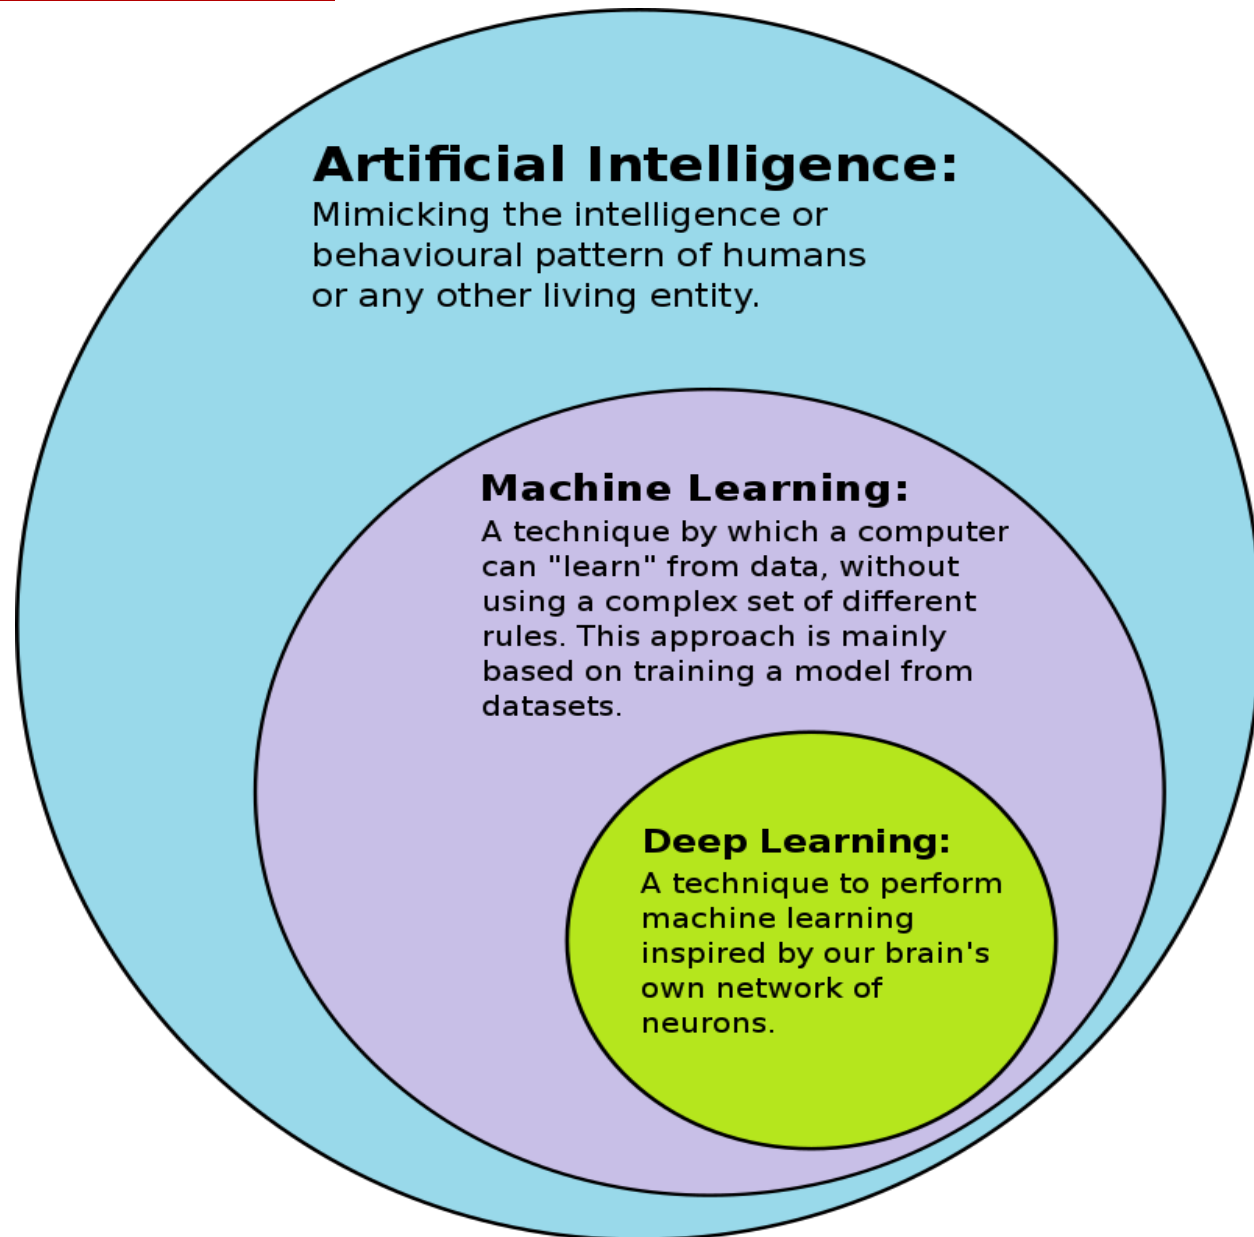 Artificial Intelligence:
Mimicking the intelligence or
behavioural pattern of humans
or any other living entity.
Machine Learning:
A technique by which a computer
can "learn" from data, without
using a complex set of different
rules. This approach is mainly
based on training a model from
datasets.
Deep Learning:
A technique to perform
machine learning
inspired by our brain's
own network of
neurons.